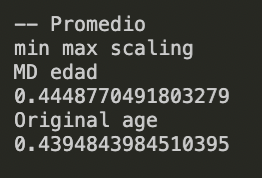 -- Promedio
min max scaling
MD edad
0.4448770491803279
Original age
0.4394843984510395